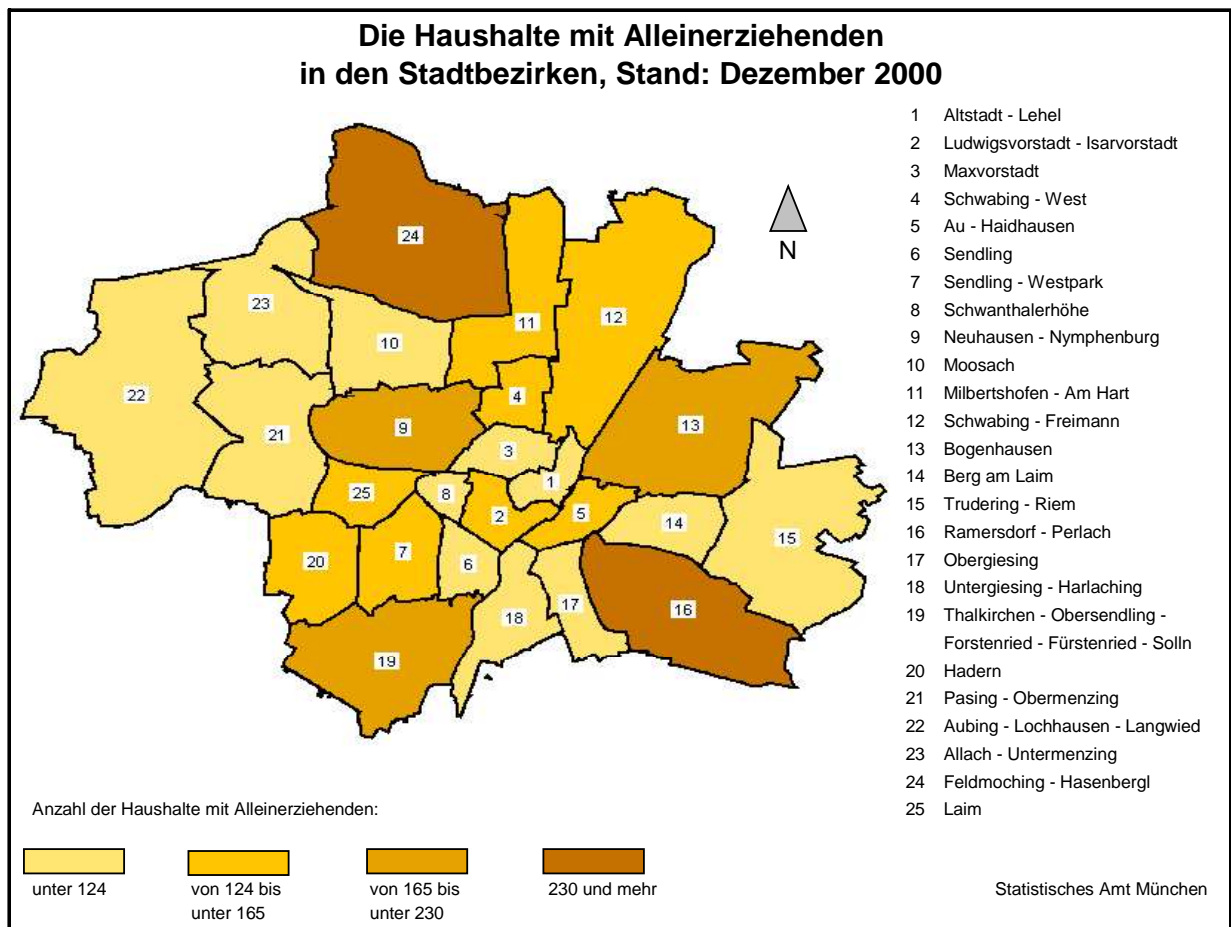 Die Haushalte mit Alleinerziehenden
in den Stadtbezirken, Stand: Dezember 2000
1 Altstadt - Lehel
2 Ludwigsvorstadt - Isarvorstadt
3 Maxvorstadt
4 Schwabing - West
5 Au - Haidhausen
6 Sendling
7 Sendling - Westpark
8 Schwanthalerhöhe
9 Neuhausen - Nymphenburg
10 Moosach
11 Milbertshofen - Am Hart
12 Schwabing - Freimann
13 Bogenhausen
14 Berg am Laim
15 Trudering - Riem
16 Ramersdorf - Perlach
17 Obergiesing
18 Untergiesing - Harlaching
19 Thalkirchen - Obersendling -
Forstenried - Fürstenried - Solln
20 Hadern
21 Pasing - Obermenzing
22 Aubing - Lochhausen - Langwied
23 Allach - Untermenzing
24 Feldmoching - Hasenbergl
25 Laim
N
24
23
11
12
10
22
4
21
9
13
3
1
25
8
2
5
14
15
20
7
6
17
16
18
19
Anzahl der Haushalte mit Alleinerziehenden:
unter 124
von 124 bis
unter 165
von 165 bis
unter 230
230 und mehr
Statistisches Amt München